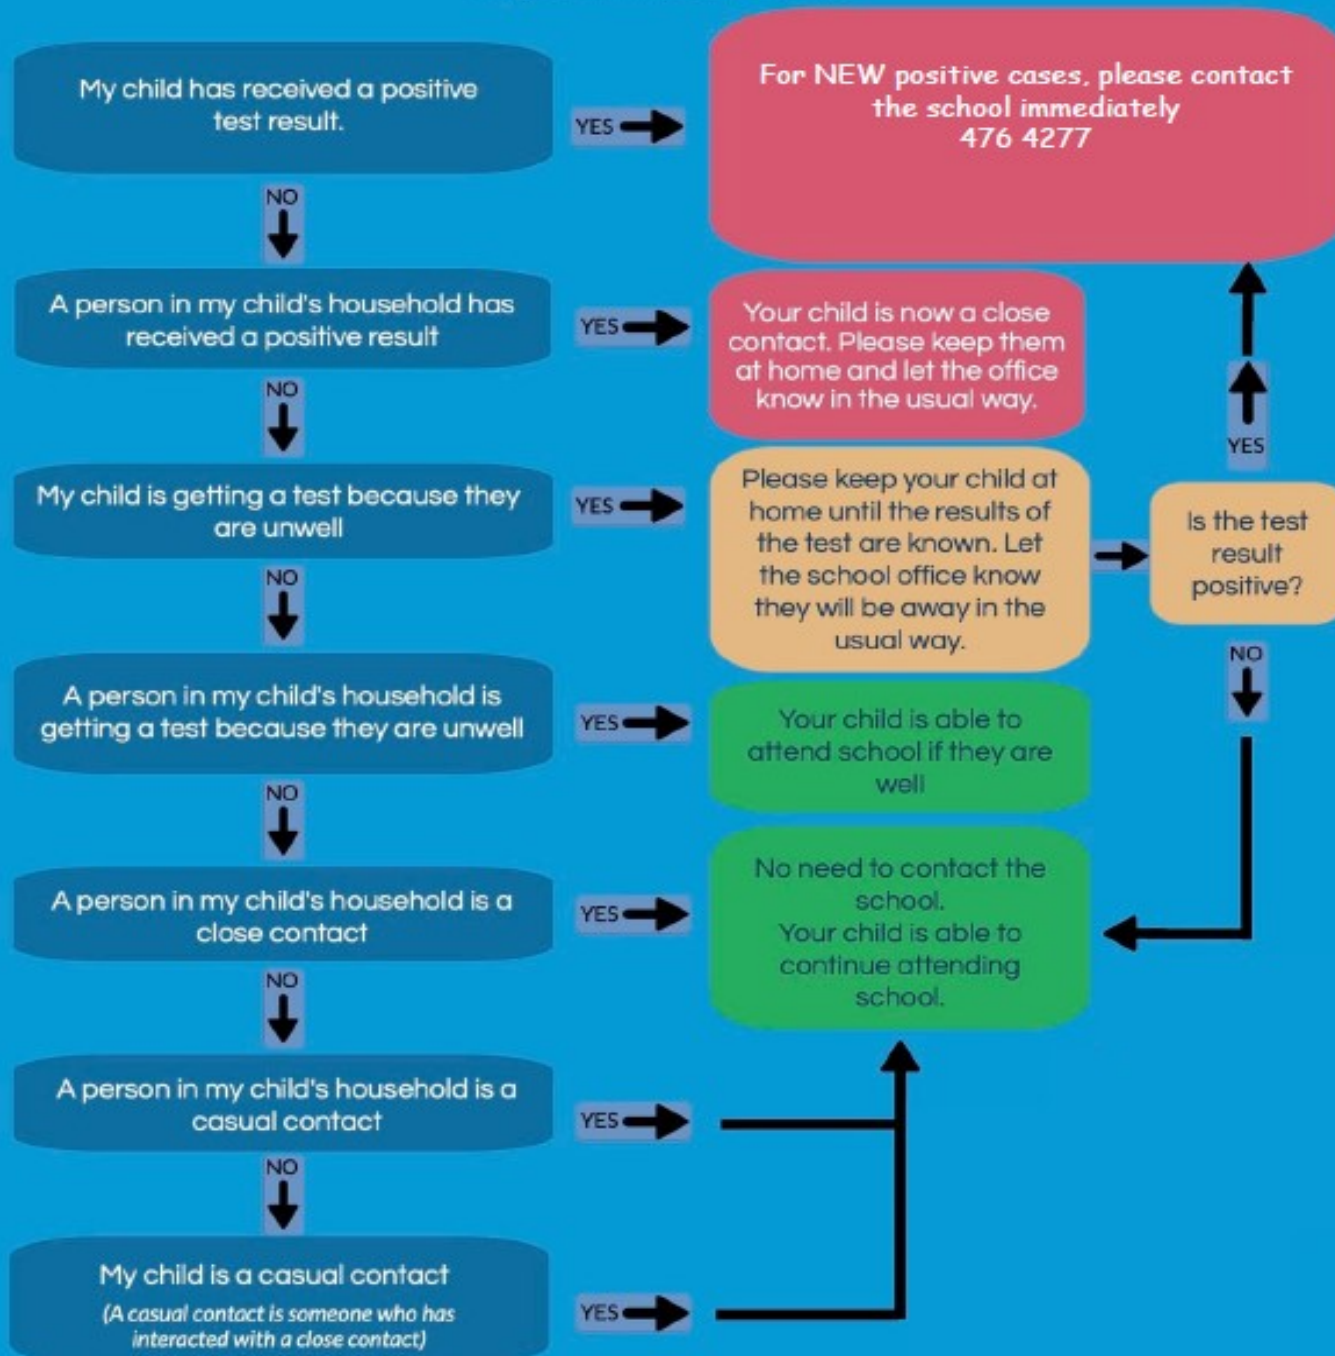 My child has received a positive
test result.
YES
For NEW positive cases, please contact
the school immediately
476 4277
NO
A person in my child's household has
received a positive result
YES
Your child is now a close
contact. Please keep them
at home and let the office
know in the usual way.
NO
My child is getting a test because they
are unwell
YES
Please keep your child at
home until the results of
the test are known. Let
the school office know
they will be away in the
usual way.
Is the test
result
positive?
YES
NO
NO
A person in my child's household is
getting a test because they are unwell
YES
Your child is able to
attend school if they are
well
NO
A person in my child's household is a
close contact
YES
No need to contact the
school.
Your child is able to
continue attending
school.
NO
A person in my child's household is a
casual contact
YES
NO
My child is a casual contact
(A casual contact is someone who has
interacted with a close contact)
YES